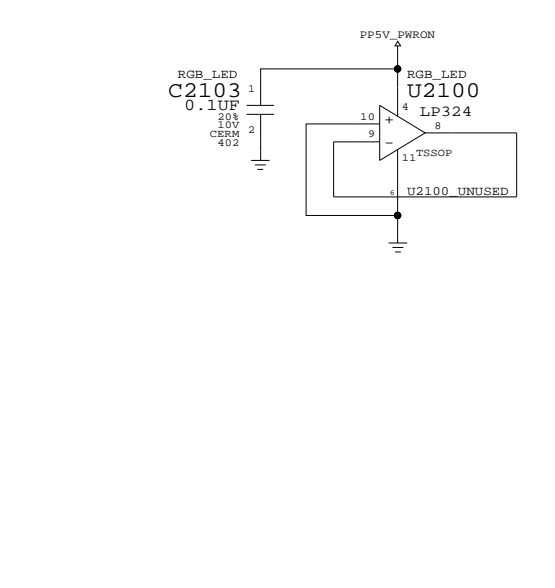 PP5V_PWRON
RGB_LED
C2103
0.1UF
20%
10V
CERM
402
1
2
RGB_LED
U2100
4
LP324
10
9
+
−
8
11
TSSOP
6
U2100_UNUSED